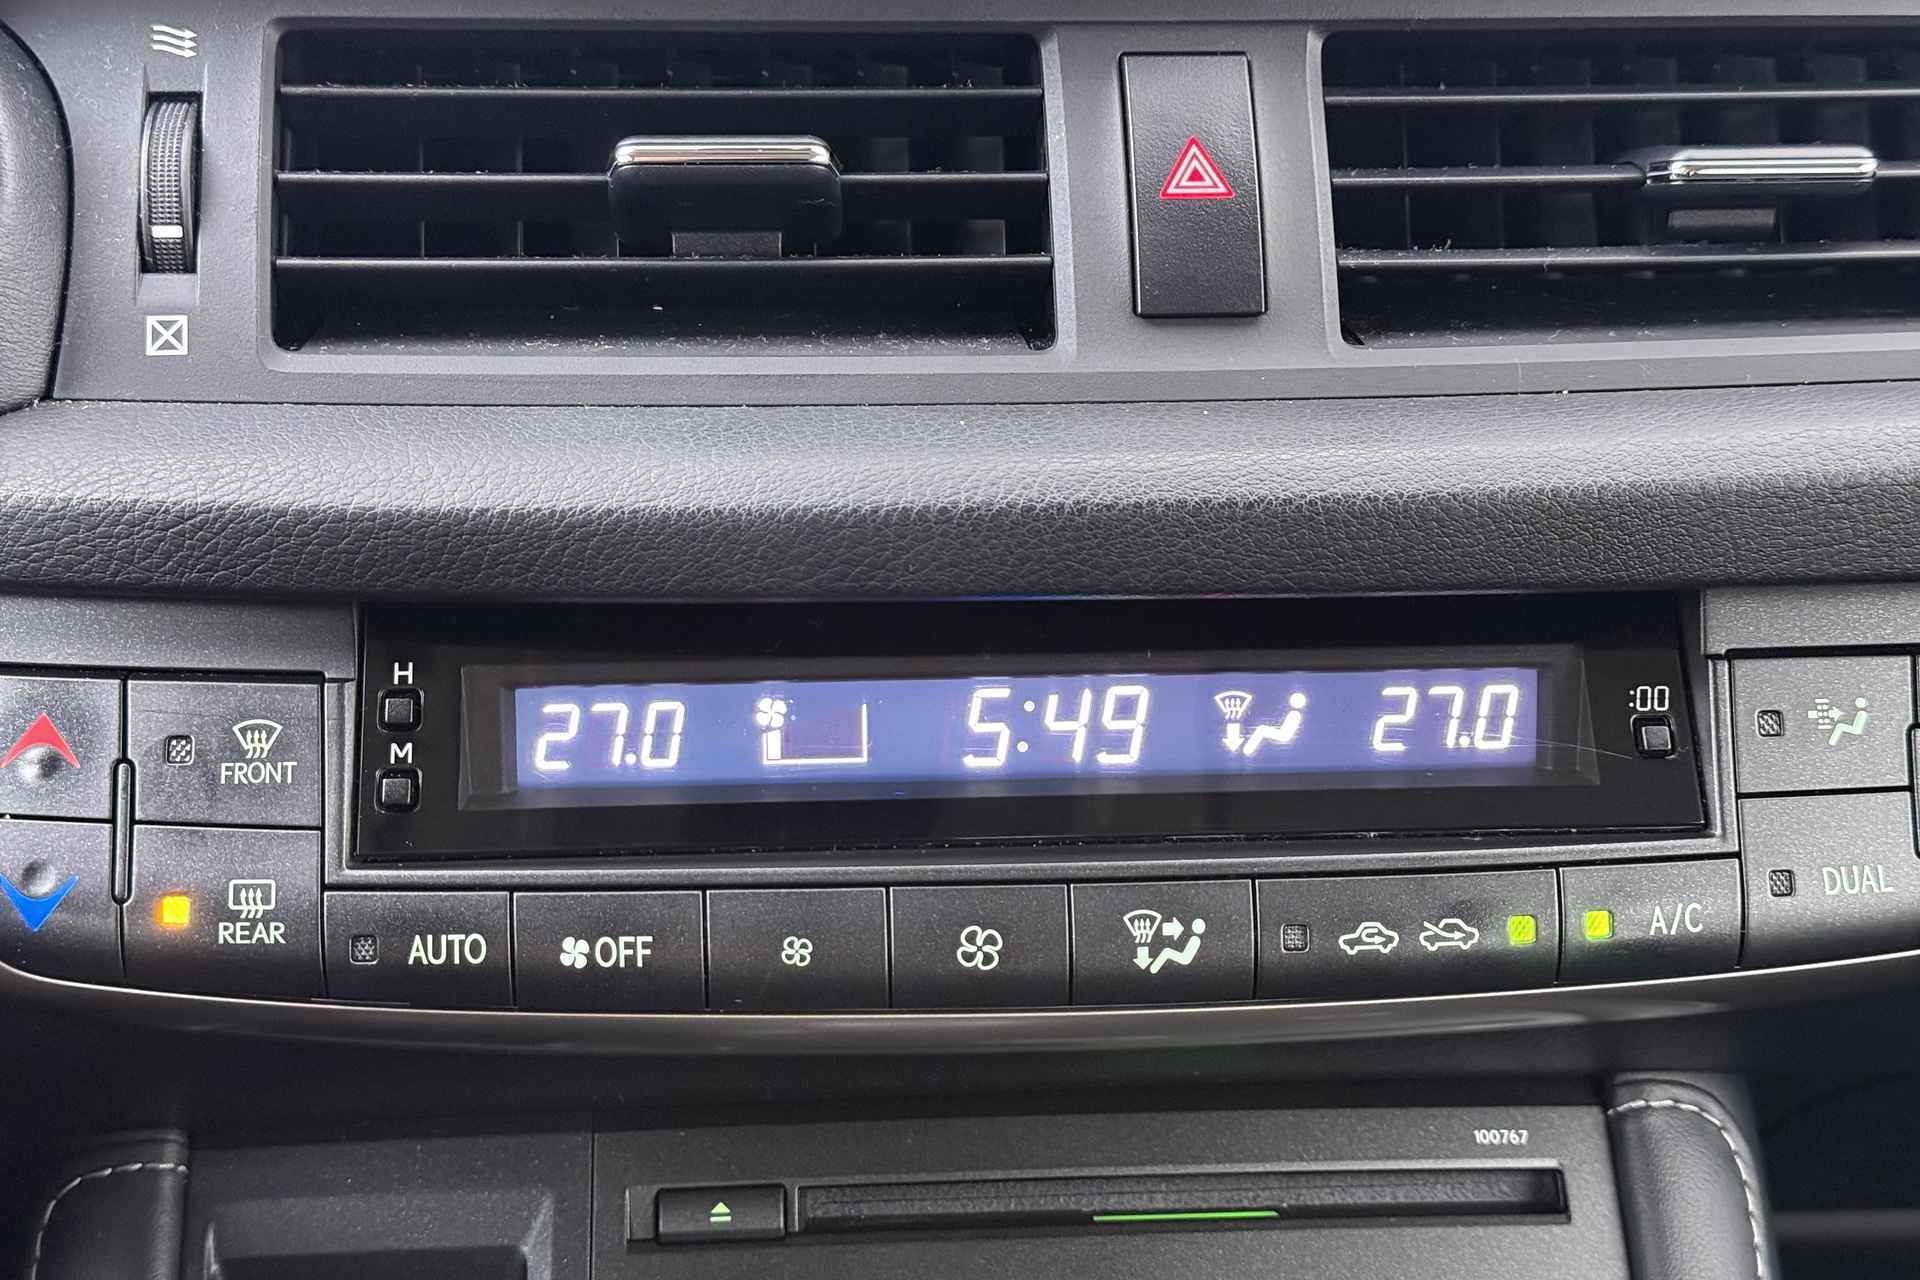 H
M
27.0 5:49 27.0
:00
FRONT
REAR
AUTO
OFF
A/C
DUAL
100767